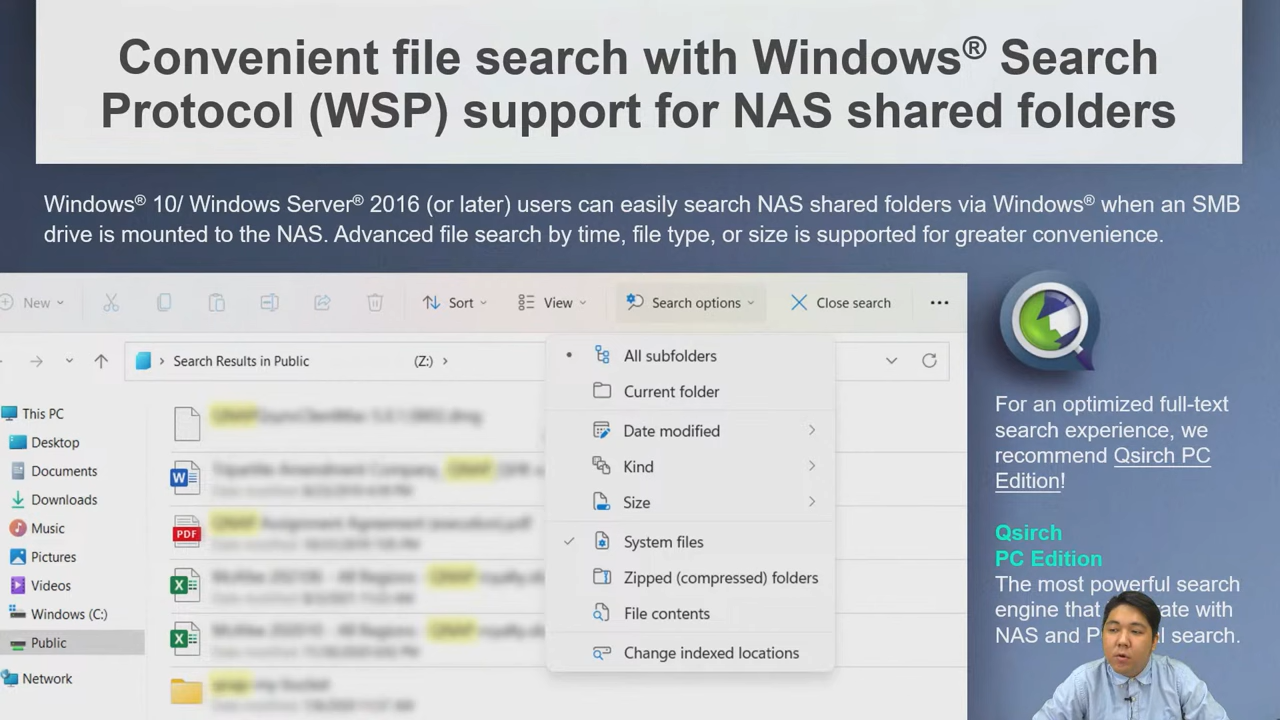 Convenient file search with Windows® Search
Protocol (WSP) support for NAS shared folders
Windows® 10/ Windows Server® 2016 (or later) users can easily search NAS shared folders via Windows® when an SMB
drive is mounted to the NAS. Advanced file search by time, file type, or size is supported for greater convenience.
New
Sort
View
Search options
Close search
Search Results in Public (Z:)
All subfolders
Current folder
Date modified
Kind
Size
System files
Zipped (compressed) folders
File contents
Change indexed locations
This PC
Desktop
Documents
Downloads
Music
Pictures
Videos
Windows (C:)
Public
Network
PDF
For an optimized full-text
search experience, we
recommend Qsirch PC
Edition!
Qsirch
PC Edition
The most powerful search
engine that with
NAS and search.